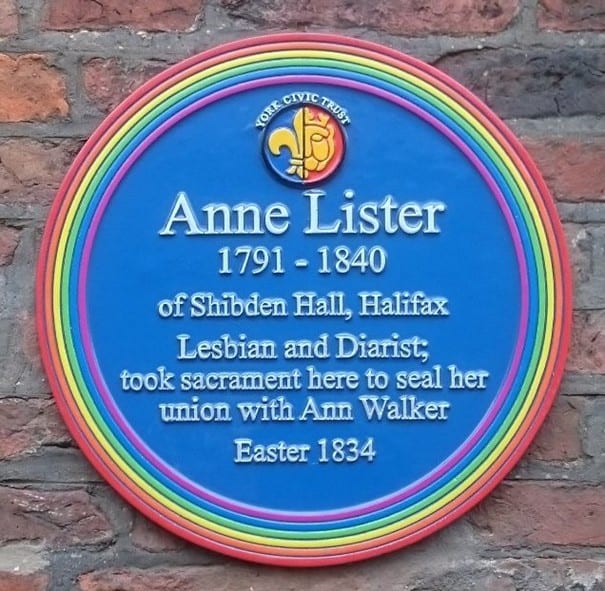 YORK CIVIC TRUST
Anne Lister
1791 - 1840
of Shibden Hall, Halifax
Lesbian and Diarist;
took sacrament here to seal her
union with Ann Walker
Easter 1834